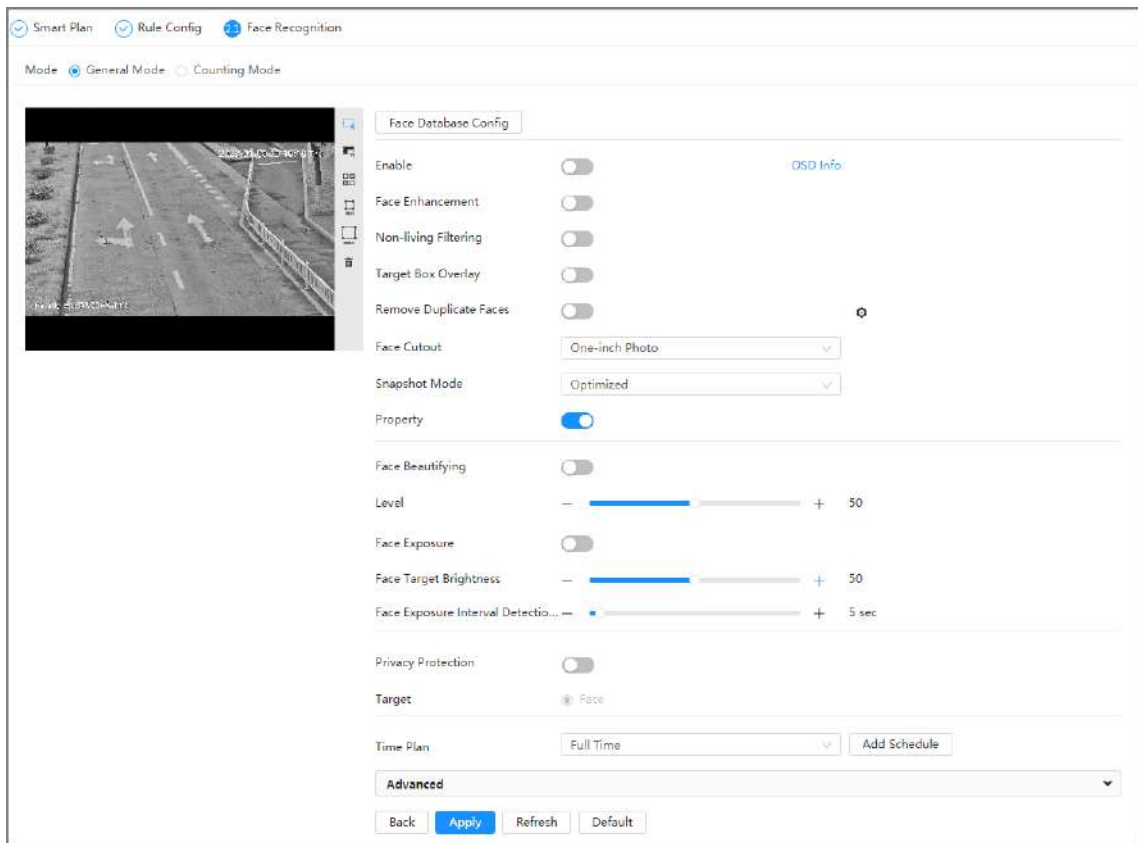 Smart Plan Rule Config Face Recognition
Mode General Mode Counting Mode
Face Database Config
Enable OSD Info
Face Enhancement
Non-living Filtering
Target Box Overlay
Remove Duplicate Faces
Face Cutout One-inch Photo
Snapshot Mode Optimized
Property
Face Beautifying
Level 50
Face Exposure
Face Target Brightness 50
Face Exposure Interval Detectio... 5 sec
Privacy Protection
Target Face
Time Plan Full Time Add Schedule
Advanced
Back Apply Refresh Default